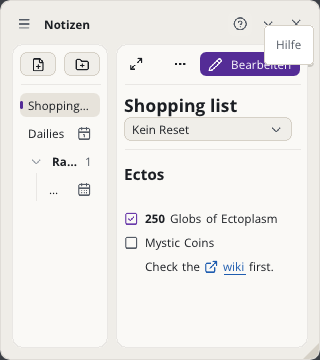 Notizen
Hilfe
Bearbeiten
Shopping...
Dailies
Ra... 1
...
Shopping list
Kein Reset
Ectos
250 Globs of Ectoplasm
Mystic Coins
Check the wiki first.